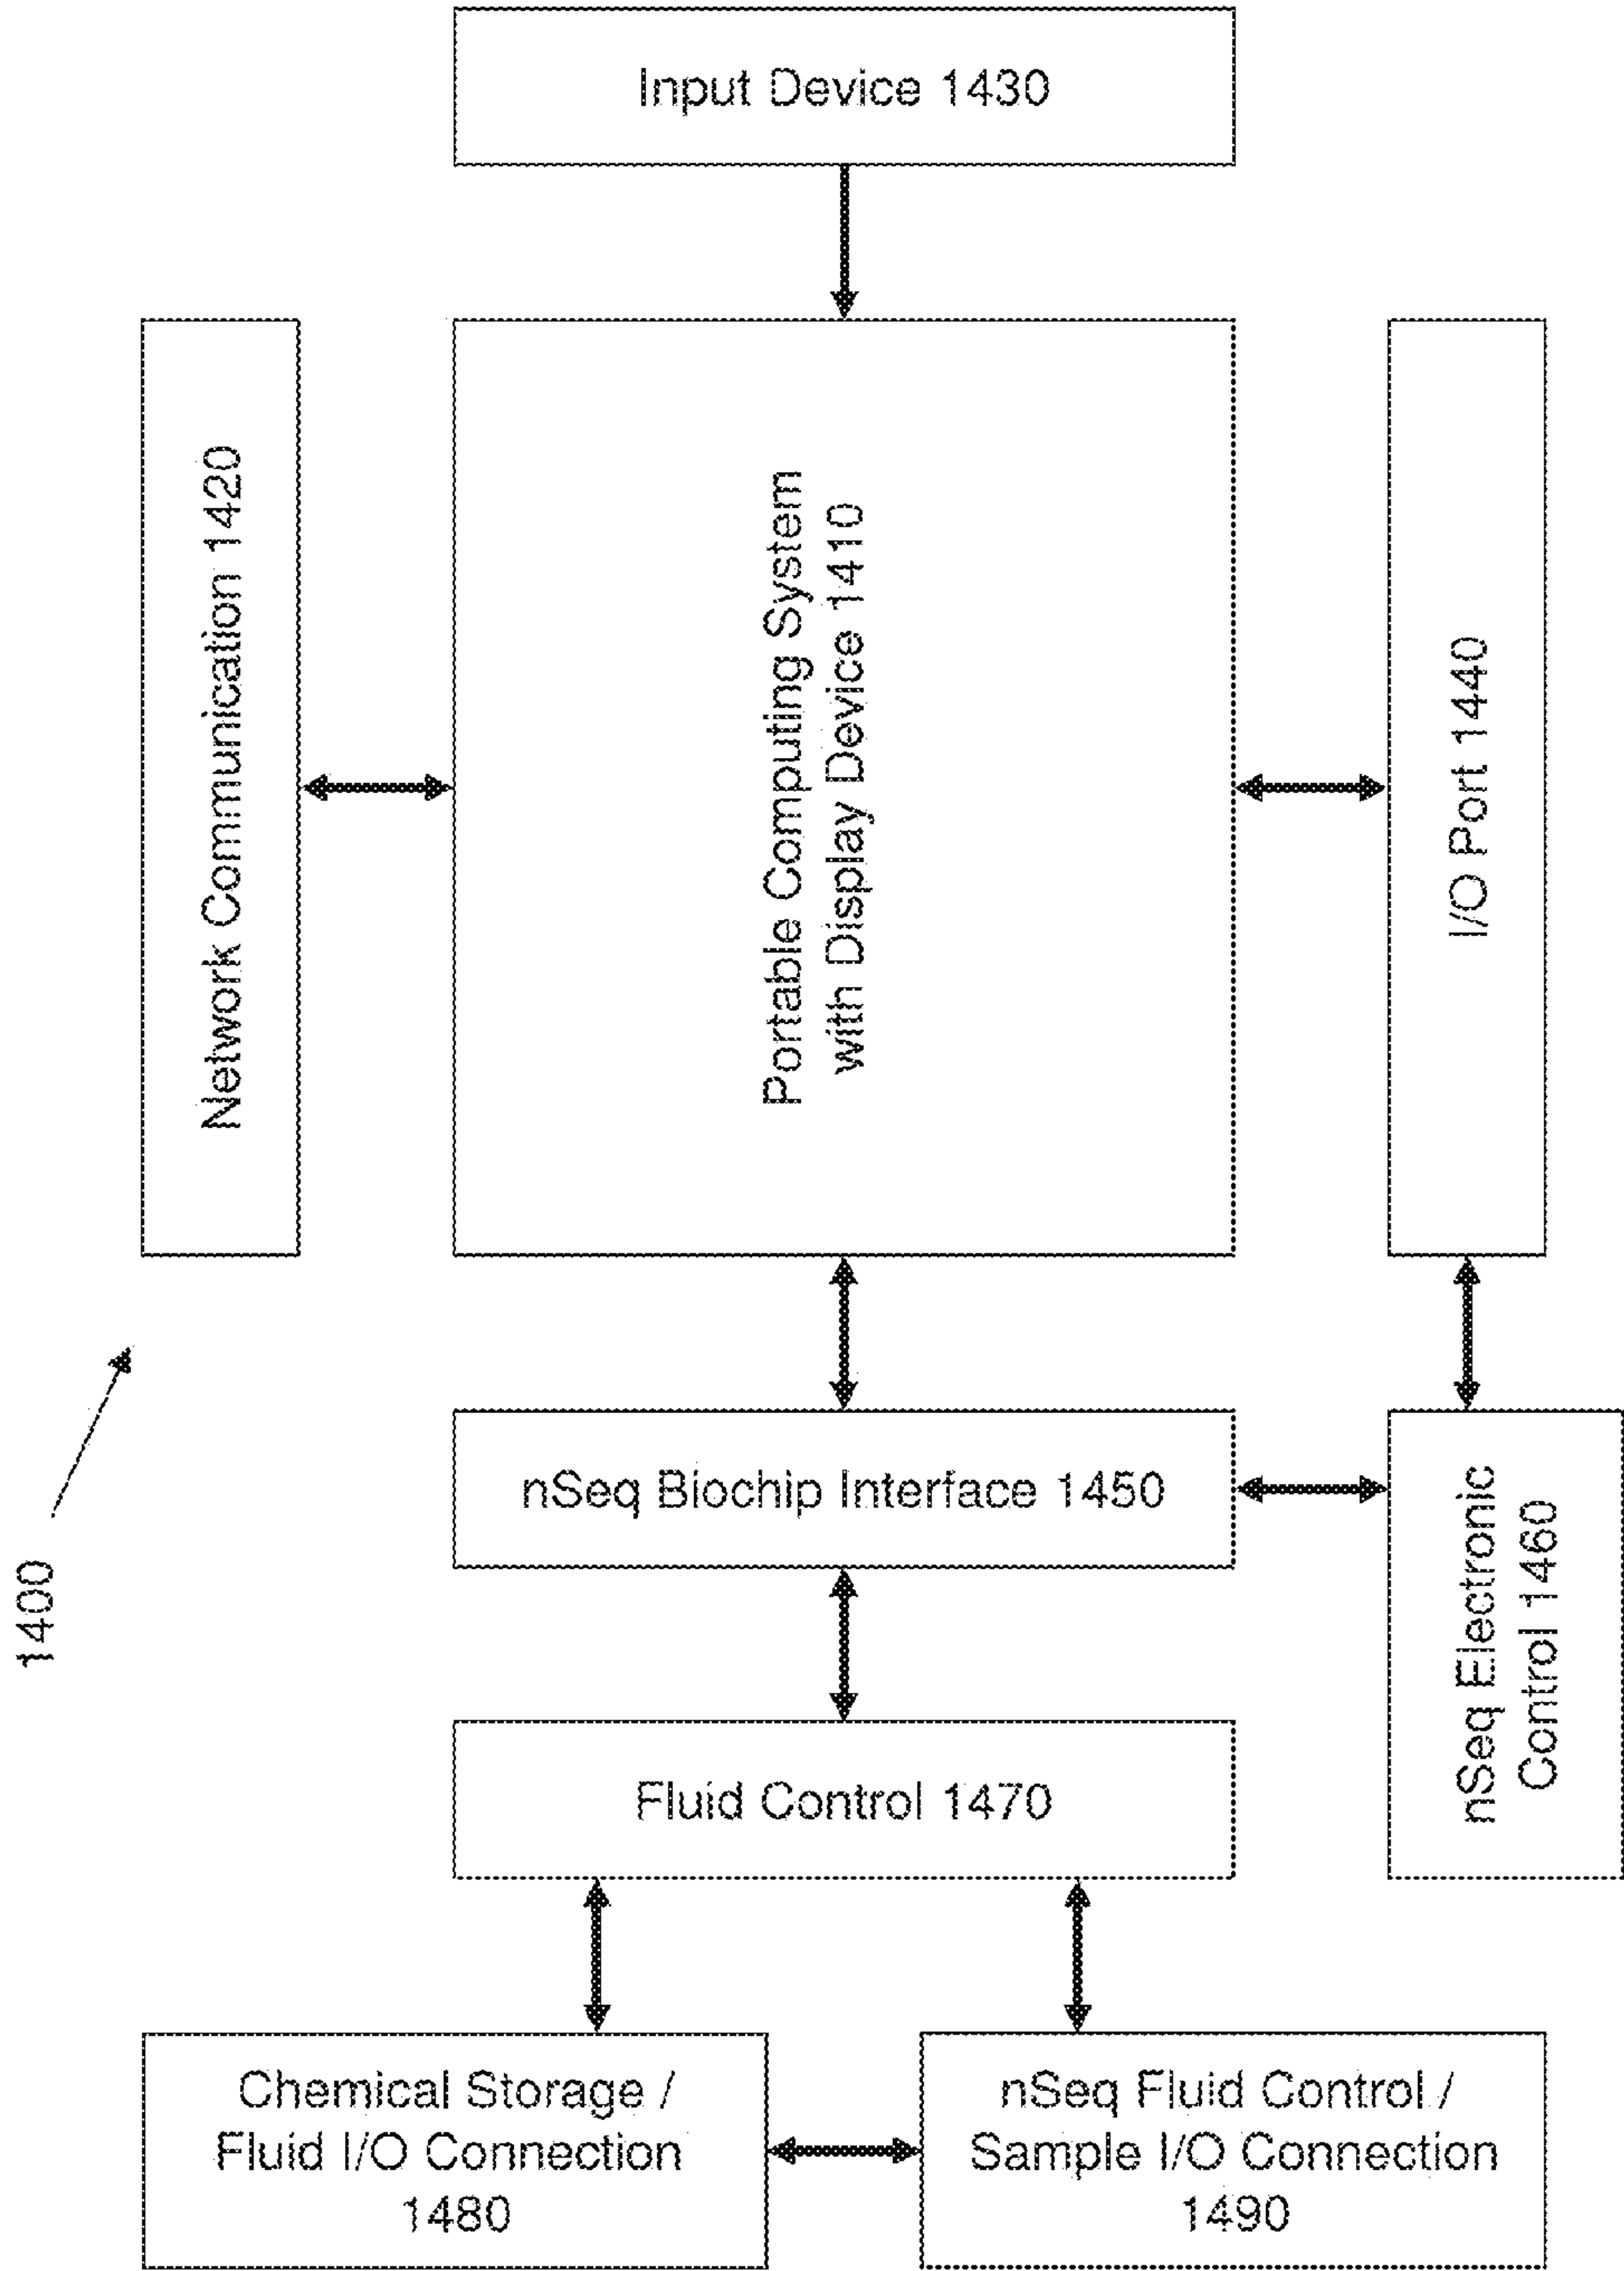 Input Device 1430
Network Communication 1420
Portable Computing System
with Display Device 1410
I/O Port 1440
1400
nSeq Biochip Interface 1450
nSeq Electronic
Control 1460
Fluid Control 1470
Chemical Storage /
Fluid I/O Connection
1480
nSeq Fluid Control /
Sample I/O Connection
1490